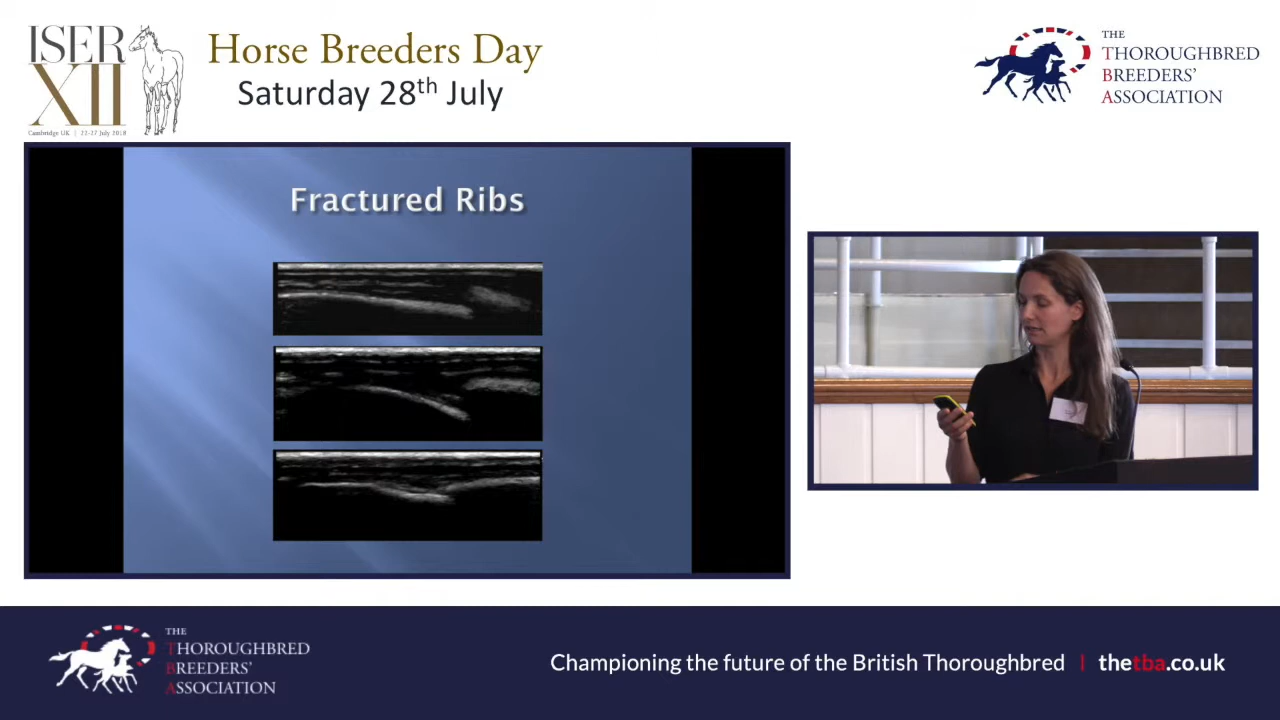 ISER
XII
Cambridge UK | 22-27 July 2018
Horse Breeders Day
Saturday 28th July
THE
THOROUGHBRED
BREEDERS'
ASSOCIATION
Fractured Ribs
THE
THOROUGHBRED
BREEDERS'
ASSOCIATION
Championing the future of the British Thoroughbred | thetba.co.uk